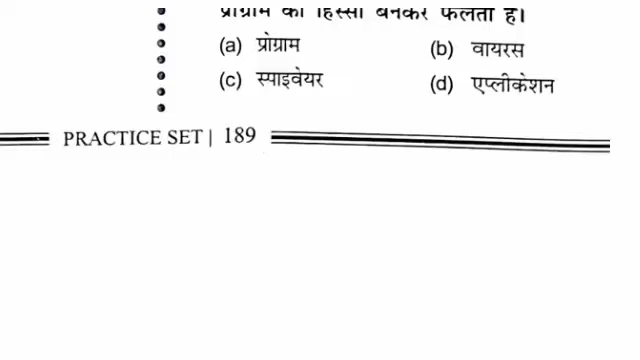 प्रोग्राम का हिस्सा बनकर फैलता है।
(a) प्रोग्राम (b) वायरस
(c) स्पाइवेयर (d) एप्लीकेशन
PRACTICE SET | 189